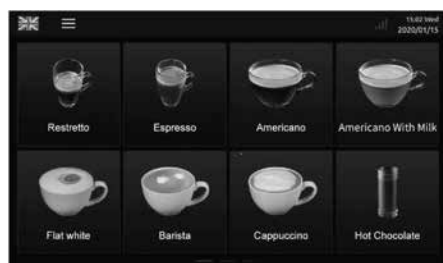 15:02 Wed
2020/01/15
Restretto
Espresso
Americano
Americano With Milk
Flat white
Barista
Cappuccino
Hot Chocolate